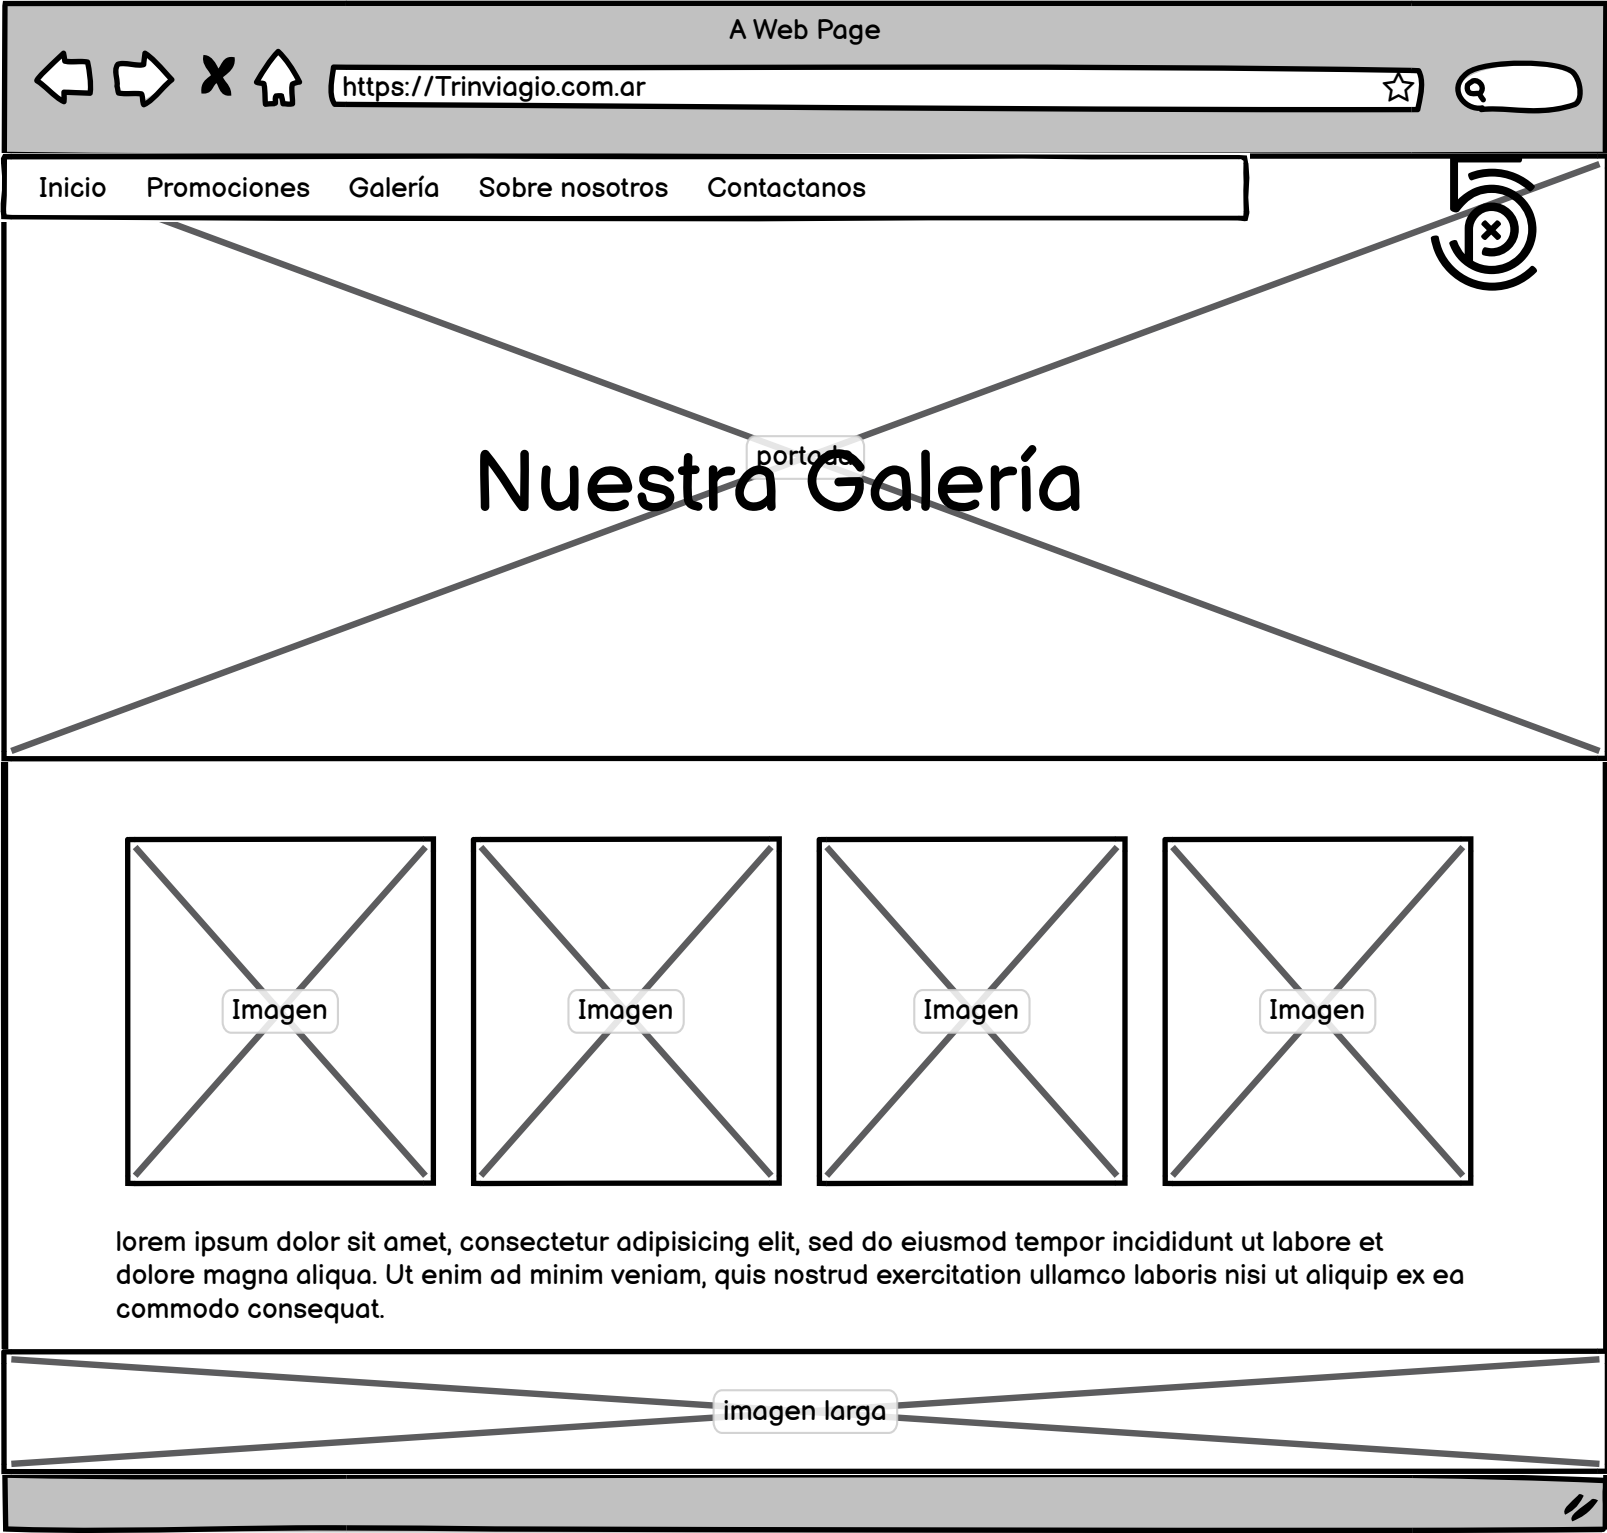 A Web Page
https://Trinviagio.com.ar
Inicio Promociones Galería Sobre nosotros Contactanos
portada
Nuestra Galería
Imagen Imagen Imagen Imagen
lorem ipsum dolor sit amet, consectetur adipisicing elit, sed do eiusmod tempor incididunt ut labore et
dolore magna aliqua. Ut enim ad minim veniam, quis nostrud exercitation ullamco laboris nisi ut aliquip ex ea
commodo consequat.
imagen larga